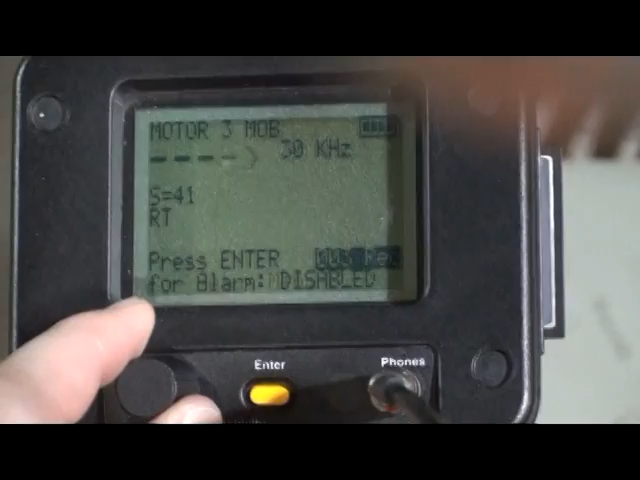 MOTOR 3 MOB
30 KHz
S=41
RT
Press ENTER
for Alarm: DISABLED
Enter
Phones